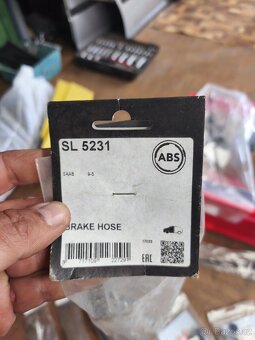 SL 5231
ABS
SAAB 9-5
BRAKE HOSE
EAC